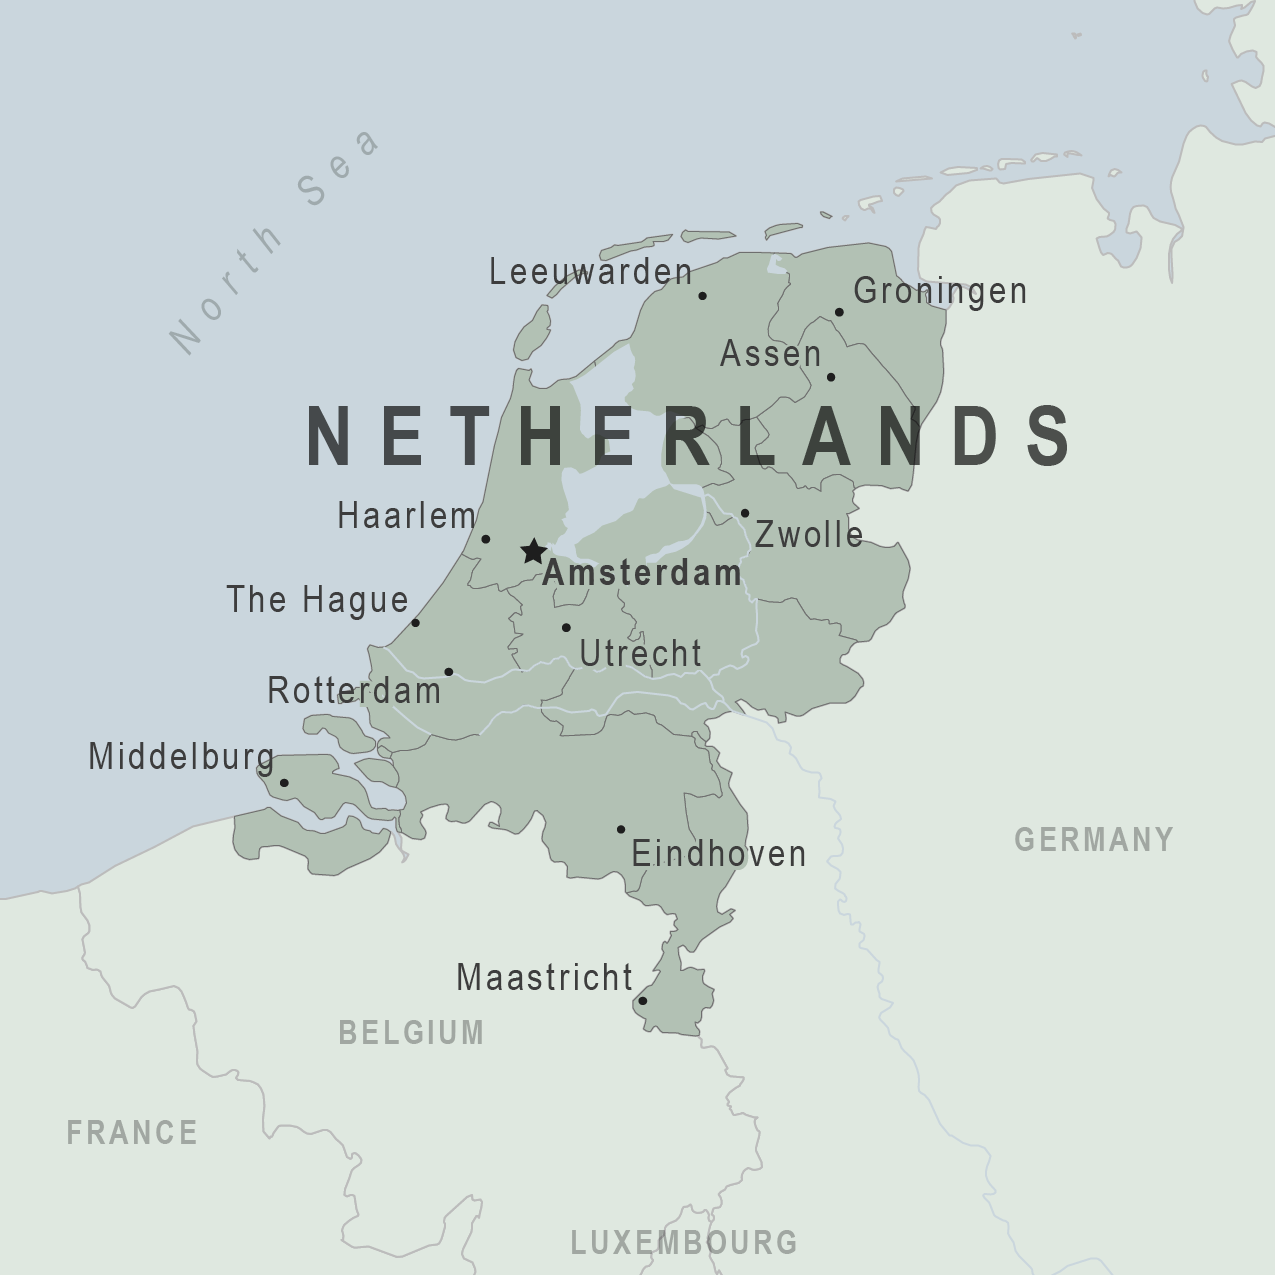 North Sea
Leeuwarden
Groningen
Assen
NETHERLANDS
Haarlem
Zwolle
Amsterdam
The Hague
Utrecht
Rotterdam
Middelburg
GERMANY
Eindhoven
Maastricht
BELGIUM
FRANCE
LUXEMBOURG